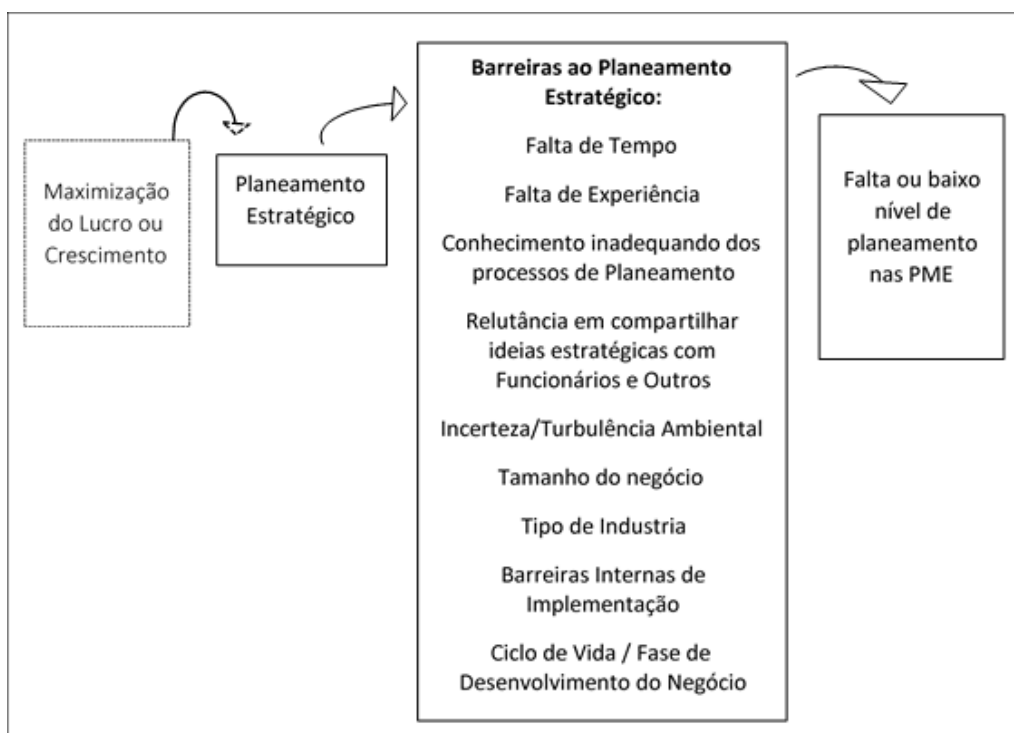 Maximização
do Lucro ou
Crescimento
Planeamento
Estratégico
Barreiras ao Planeamento
Estratégico:
Falta de Tempo
Falta de Experiência
Conhecimento inadequando dos
processos de Planeamento
Relutância em compartilhar
ideias estratégicas com
Funcionários e Outros
Incerteza/Turbulência Ambiental
Tamanho do negócio
Tipo de Industria
Barreiras Internas de
Implementação
Ciclo de Vida / Fase de
Desenvolvimento do Negócio
Falta ou baixo
nível de
planeamento
nas PME